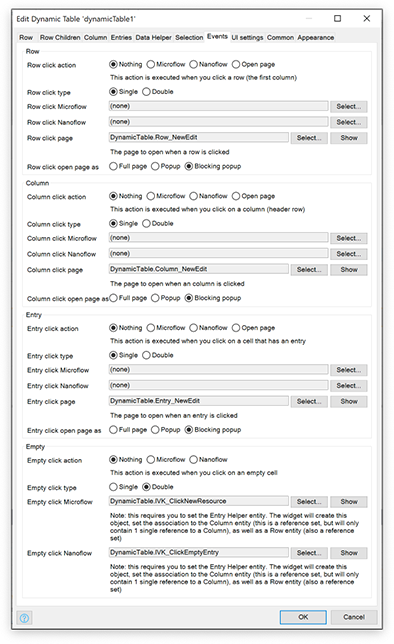 Edit Dynamic Table 'dynamicTable1'
Row Row Children Column Entries Data Helper Selection Events UI settings Common Appearance
Row
Row click action Nothing Microflow Nanoflow Open page
This action is executed when you click a row (the first column)
Row click type Single Double
Row click Microflow (none) Select...
Row click Nanoflow (none) Select...
Row click page DynamicTable.Row_NewEdit Select... Show
The page to open when a row is clicked
Row click open page as Full page Popup Blocking popup
Column
Column click action Nothing Microflow Nanoflow Open page
This action is executed when you click on a column (header row)
Column click type Single Double
Column click Microflow (none) Select...
Column click Nanoflow (none) Select...
Column click page DynamicTable.Column_NewEdit Select... Show
The page to open when an column is clicked
Column click open page as Full page Popup Blocking popup
Entry
Entry click action Nothing Microflow Nanoflow Open page
This action is executed when you click on a cell that has an entry
Entry click type Single Double
Entry click Microflow (none) Select...
Entry click Nanoflow (none) Select...
Entry click page DynamicTable.Entry_NewEdit Select... Show
The page to open when an entry is clicked
Entry click open page as Full page Popup Blocking popup
Empty
Empty click action Nothing Microflow Nanoflow
This action is executed when you click on an empty cell
Empty click type Single Double
Empty click Microflow DynamicTable.IVK_ClickNewResource Select... Show
Note: this requires you to set the Entry Helper entity. The widget will create this
object, set the association to the Column entity (this is a reference set, but will only
contain 1 single reference to a Column), as well as a Row entity (also a reference
set)
Empty click Nanoflow DynamicTable.IVK_ClickEmptyEntry Select... Show
Note: this requires you to set the Entry Helper entity. The widget will create this
object, set the association to the Column entity (this is a reference set, but will only
contain 1 single reference to a Column), as well as a Row entity (also a reference
set)
OK Cancel